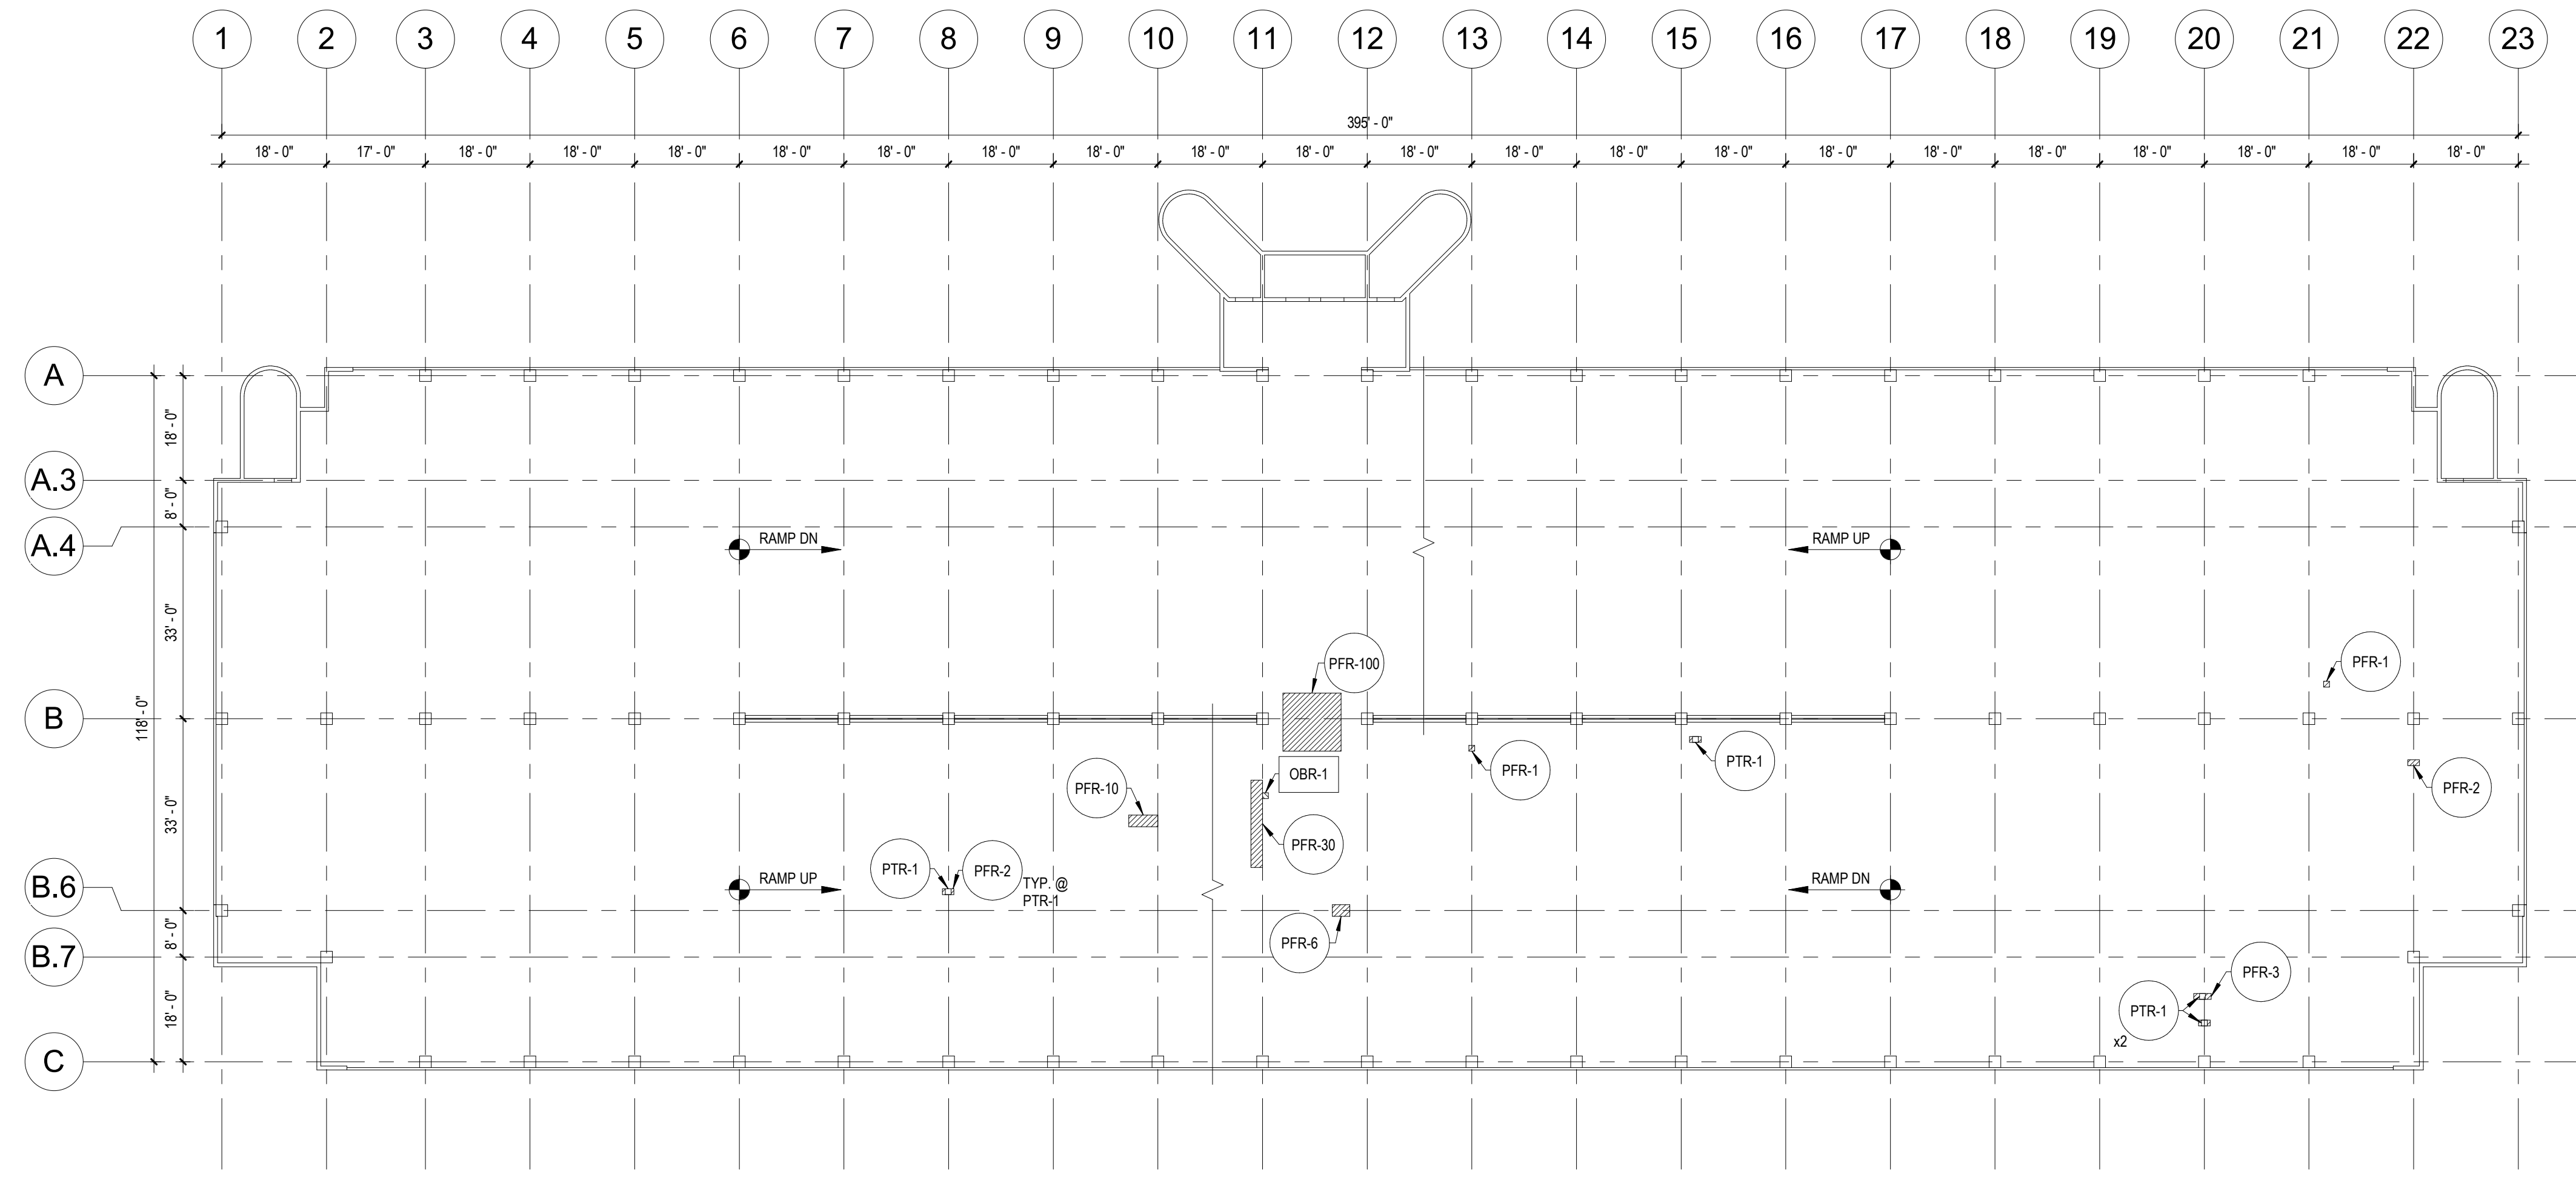 1 2 3 4 5 6 7 8 9 10 11 12 13 14 15 16 17 18 19 20 21 22 23
395' - 0"
18' - 0" 17' - 0" 18' - 0" 18' - 0" 18' - 0" 18' - 0" 18' - 0" 18' - 0" 18' - 0" 18' - 0" 18' - 0" 18' - 0" 18' - 0" 18' - 0" 18' - 0" 18' - 0" 18' - 0" 18' - 0" 18' - 0" 18' - 0" 18' - 0" 18' - 0"
A
18' - 0"
A.3
8' - 0"
A.4
RAMP DN
RAMP UP
33' - 0"
PFR-100
PFR-1
118' - 0"
B
PFR-1
PTR-1
OBR-1
PFR-10
PFR-2
33' - 0"
PFR-30
PTR-1
PFR-2
TYP. @
PTR-1
RAMP UP
RAMP DN
B.6
8' - 0"
PFR-6
B.7
PFR-3
18' - 0"
PTR-1
x2
C